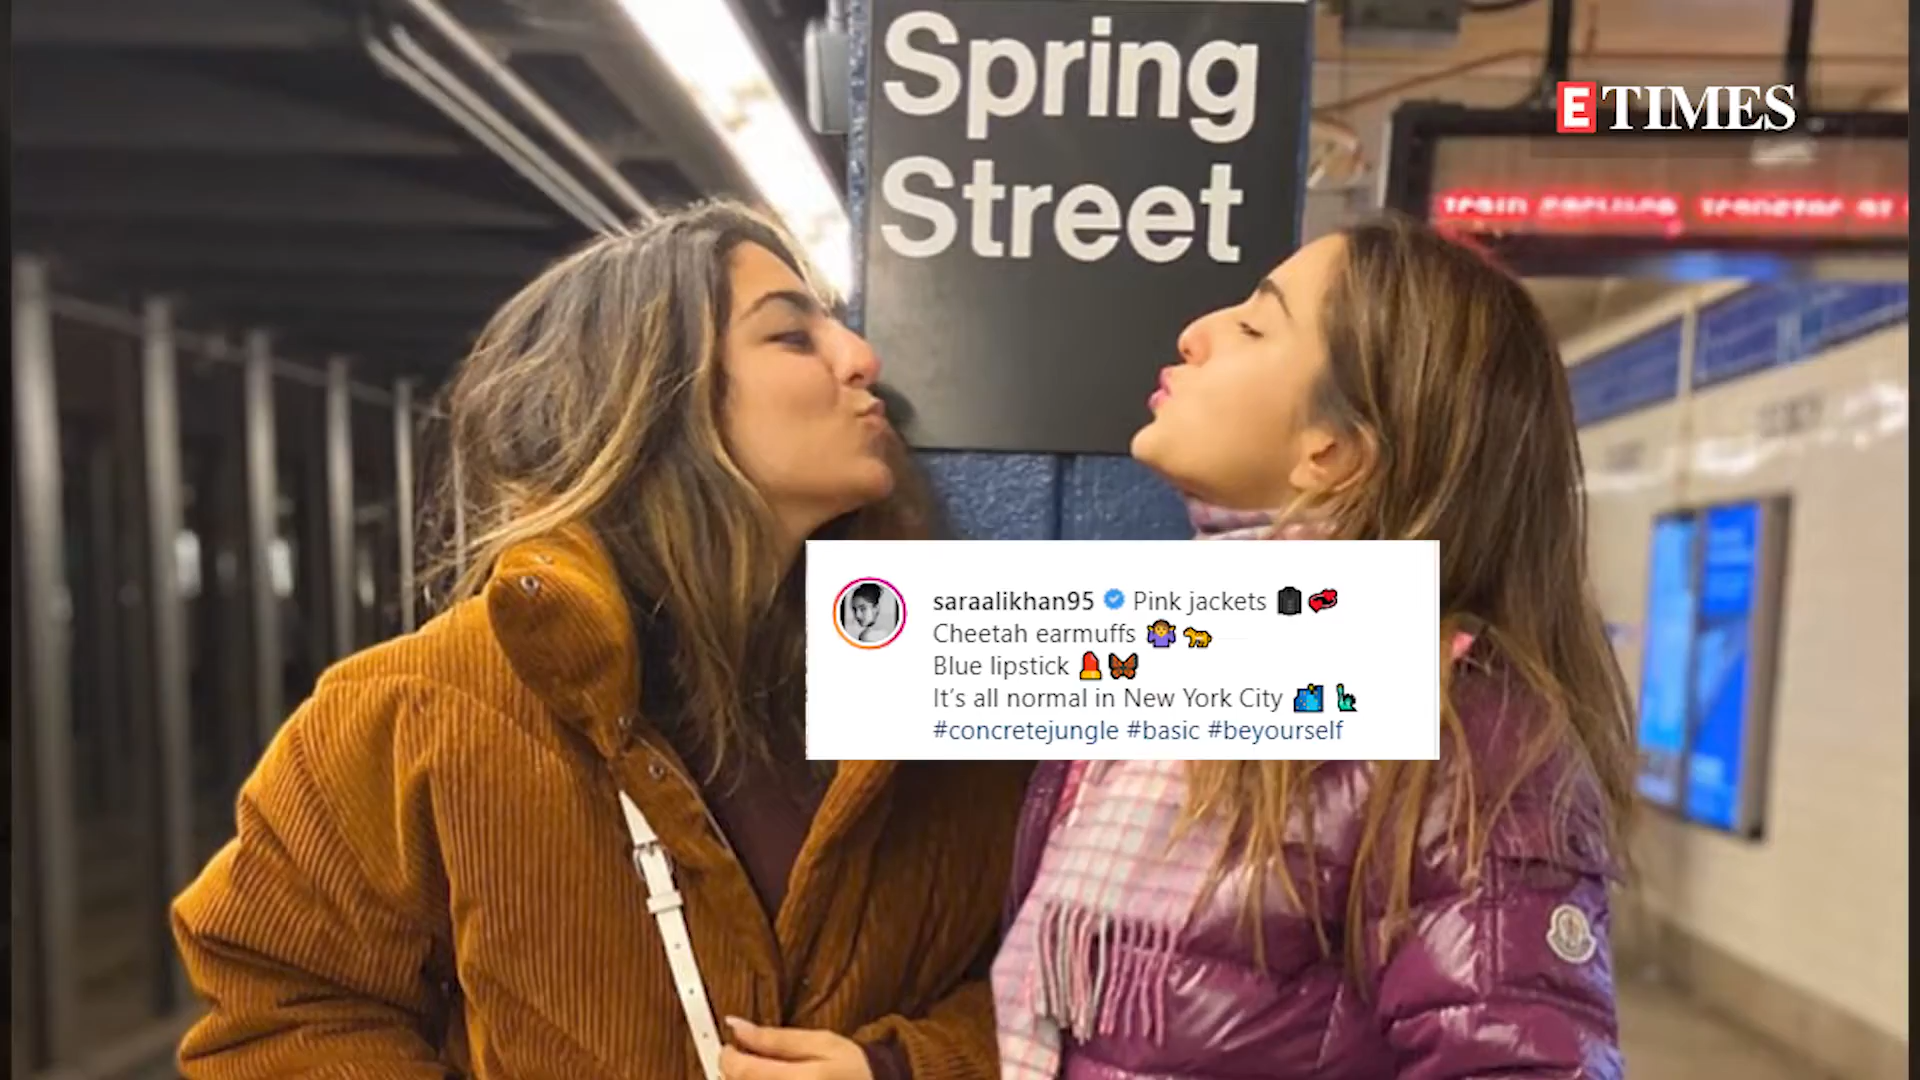 Spring
Street
ETIMES
saraalikhan95 Pink jackets
Cheetah earmuffs
Blue lipstick
It's all normal in New York City
#concretejungle #basic #beyourself